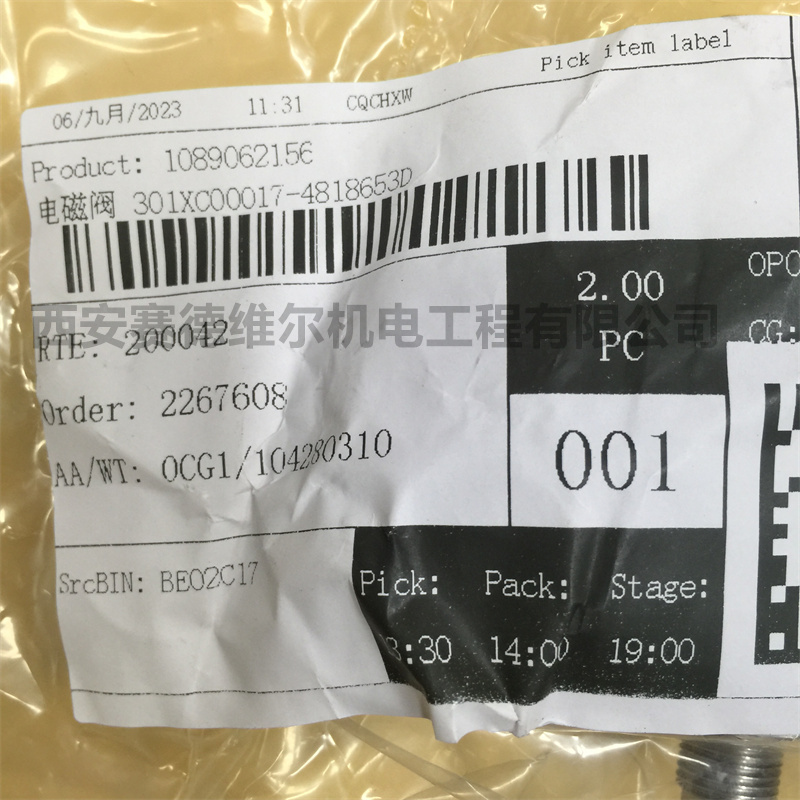 Pick item label
06/九月/2023 11:31 CQCHXW
Product: 1089062156
电磁阀 301XC00017-4818653D
2.00
PC
OPO
CG:
西安赛德维尔机电工程有限公司
RTE: 200042
Order: 2267608
AA/WT: OCG1/104280310
001
SrcBIN: BE02C17
Pick: Pack: Stage:
:30 14:00 19:00